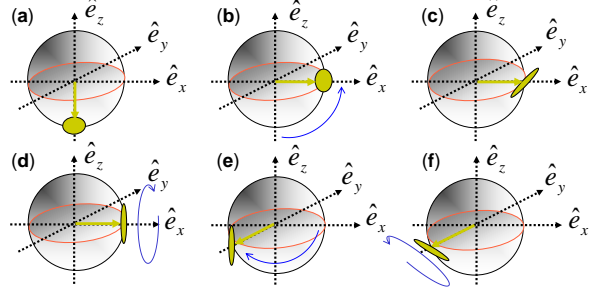 (a) ê_z ê_y ê_x
(b) ê_z ê_y ê_x
(c) ê_z ê_y ê_x
(d) ê_z ê_y ê_x
(e) ê_z ê_y ê_x
(f) ê_z ê_y ê_x